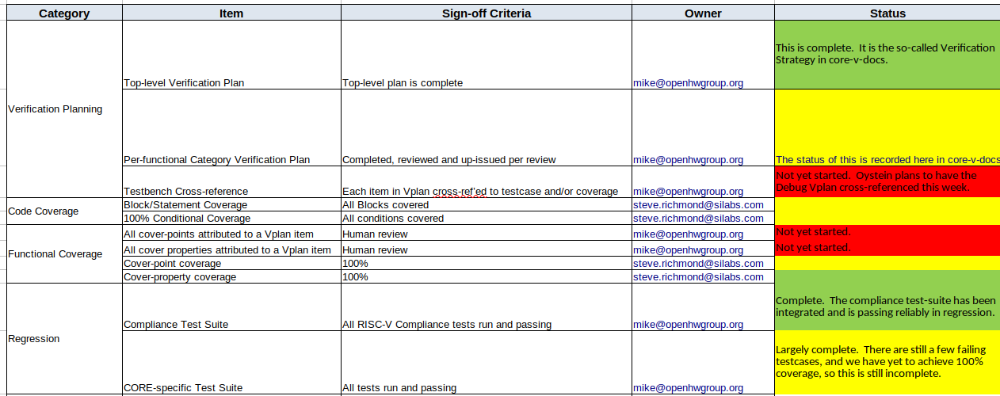 Category Item Sign-off Criteria Owner Status
This is complete.  It is the so-called Verification
Strategy in core-v-docs.
Top-level Verification Plan Top-level plan is complete mike@openhwgroup.org
Verification Planning
Per-functional Category Verification Plan Completed, reviewed and up-issued per review mike@openhwgroup.org The status of this is recorded here in core-v-docs
Not yet started.  Oystein plans to have the
Debug Vplan cross-referenced this week.
Testbench Cross-reference Each item in Vplan cross-ref'ed to testcase and/or coverage mike@openhwgroup.org
Code Coverage
Block/Statement Coverage All Blocks covered steve.richmond@silabs.com
100% Conditional Coverage All conditions covered steve.richmond@silabs.com
Functional Coverage
All cover-points attributed to a Vplan item Human review mike@openhwgroup.org Not yet started.
All cover properties attributed to a Vplan item Human review mike@openhwgroup.org Not yet started.
Cover-point coverage 100% steve.richmond@silabs.com
Cover-property coverage 100% steve.richmond@silabs.com
Regression
Complete.  The compliance test-suite has been
integrated and is passing reliably in regression.
Compliance Test Suite All RISC-V Compliance tests run and passing mike@openhwgroup.org
Largely complete.  There are still a few failing
testcases, and we have yet to achieve 100%
coverage, so this is still incomplete.
CORE-specific Test Suite All tests run and passing mike@openhwgroup.org